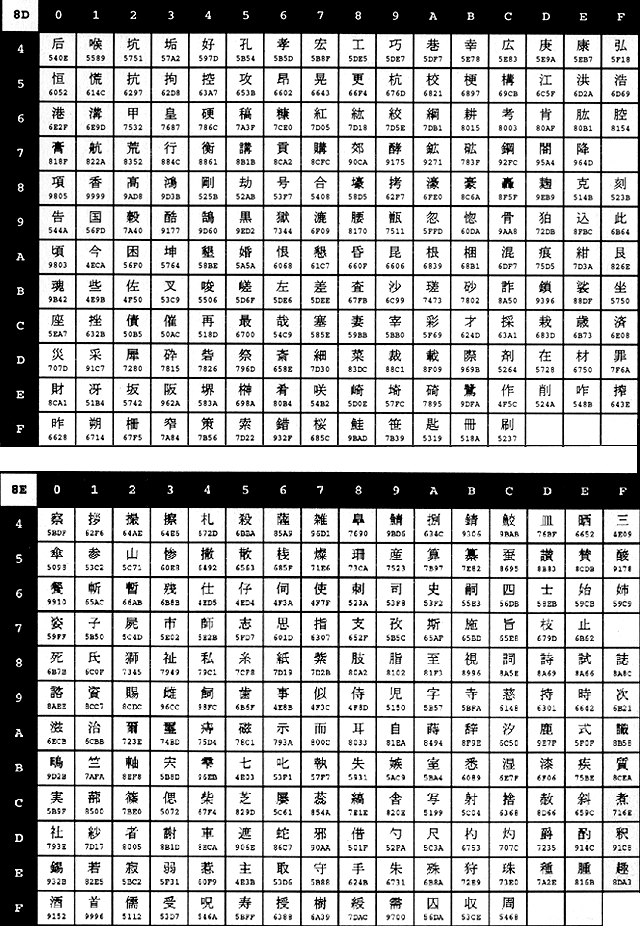 8D 0 1 2 3 4 5 6 7 8 9 A B C D E F
4 后 喉 坑 垢 好 孔 孝 宏 工 巧 巷 幸 広 庚 康 弘
540E 5589 5751 57A2 597D 5B54 5B5D 5B8F 5DE5 5DE7 5DF7 5E78 5E83 5E9A 5EB7 5F18
5 恒 慌 抗 拘 控 攻 昂 晃 更 杭 校 梗 構 江 洪 浩
6052 614C 6297 62D8 63A7 653B 6602 6643 66F4 676D 6821 6897 69CB 6C5F 6D2A 6D69
6 港 溝 甲 皇 硬 稿 糠 紅 紘 絞 綱 耕 考 肯 肱 腔
6E2F 6E9D 7532 7687 786C 7A3F 7CE0 7D05 7D18 7D5E 7DB1 8015 8003 80AF 80B1 8154
7 膏 航 荒 行 衡 講 貢 購 郊 酵 鉱 砿 鋼 閤 降
818F 822A 8352 884C 8861 8B1B 8CA2 8CFC 90CA 9175 9271 783F 92FC 95A4 964D
8 項 香 高 鴻 剛 劫 号 合 壕 拷 濠 豪 轟 麹 克 刻
9805 9999 9AD8 9D3B 525B 52AB 53F7 5408 58D5 62F7 6FE0 8C6A 8F5F 9EB9 514B 523B
9 告 国 穀 酷 鵠 黒 獄 漉 腰 甑 忽 惚 骨 狛 込 此
544A 56FD 7A40 9177 9D60 9ED2 7344 6F09 8170 7511 5FFD 60DA 9AA8 72DB 8FBC 6B64
A 頃 今 困 坤 墾 婚 恨 懇 昏 昆 根 梱 混 痕 紺 艮
9803 4ECA 56F0 5764 58BE 5A5A 6068 61C7 660F 6606 6839 68B1 6DF7 75D5 7D3A 826E
B 魂 些 佐 叉 唆 嵯 左 差 査 沙 瑳 砂 詐 鎖 裟 坐
9B42 4E9B 4F50 53C9 5506 5D6F 5DE6 5DEE 67FB 6C99 7473 7802 8A50 9396 88DF 5750
C 座 挫 債 催 再 最 哉 塞 妻 宰 彩 才 採 栽 歳 済
5EA7 632B 50B5 50AC 518D 6700 54C9 585E 59BB 5BB0 5F69 624D 63A1 683D 6B73 6E08
D 災 采 犀 砕 砦 祭 斎 細 菜 裁 載 際 剤 在 材 罪
707D 91C7 7280 7815 7826 796D 658E 7D30 83DC 88C1 8F09 969B 5264 5728 6750 7F6A
E 財 冴 坂 阪 堺 榊 肴 咲 崎 埼 碕 鷺 作 削 咋 搾
8CA1 51B4 5742 962A 583A 698A 80B4 54B2 5D0E 57FC 7895 9DFA 4F5C 524A 548B 643E
F 昨 朔 柵 窄 策 索 錯 桜 鮭 笹 匙 冊 刷
6628 6714 67F5 7A84 7B56 7D22 932F 685C 9BAD 7B39 5319 518A 5237
8E 0 1 2 3 4 5 6 7 8 9 A B C D E F
4 察 拶 撮 擦 札 殺 薩 雑 皐 鯖 捌 錆 鮫 皿 晒 三
5BDF 62F6 64AE 64E6 672D 6BBA 85A9 96D1 7690 9BD6 634C 9306 9BAB 76BF 6652 4E09
5 傘 参 山 惨 撒 散 桟 燦 珊 産 算 纂 蚕 讃 賛 酸
5098 53C2 5C71 60E8 6492 6563 685F 71E6 73CA 7523 7B97 7E82 8695 8B83 8CDB 9178
6 餐 斬 暫 残 仕 仔 伺 使 刺 司 史 嗣 四 士 始 姉
9910 65AC 66AB 6B8B 4ED5 4ED4 4F3A 4F7F 523A 53F8 53F2 55E3 56DB 58EB 59CB 59C9
7 姿 子 屍 市 師 志 思 指 支 孜 斯 施 旨 枝 止
59FF 5B50 5C4D 5E02 5E2B 5FD7 601D 6307 652F 5B5C 65AF 65BD 65E8 679D 6B62
8 死 氏 獅 祉 私 糸 紙 紫 肢 脂 至 視 詞 詩 試 誌
6B7B 6C0F 7345 7949 79C1 7CF8 7D19 7D2B 80A2 8102 81F3 8996 8A5E 8A69 8A66 8A8C
9 諮 資 賜 雌 飼 歯 事 似 侍 児 字 寺 慈 持 時 次
8AEE 8CC7 8CDC 96CC 98FC 6B6F 4E8B 4F3C 4F8D 5150 5B57 5BFA 6148 6301 6642 6B21
A 滋 治 爾 璽 痔 磁 示 而 耳 自 蒔 辞 汐 鹿 式 識
6ECB 6CBB 723E 74BD 75D4 78C1 793A 800C 8033 81EA 8494 8F9E 6C50 9E7F 5F0F 8B58
B 鴫 竺 軸 宍 雫 七 叱 執 失 嫉 室 悉 湿 漆 疾 質
9D2B 7AFA 8EF8 5B8D 96EB 4E03 53F1 57F7 5931 5AC9 5BA4 6089 6E7F 6F06 75BE 8CEA
C 実 蔀 篠 偲 柴 芝 屡 蕊 縞 舎 写 射 捨 赦 斜 煮
5B9F 8500 7BE0 5072 67F4 829D 5C61 854A 7E1E 820E 5199 5C04 6368 8D66 659C 716E
D 社 紗 者 謝 車 遮 蛇 邪 借 勺 尺 杓 灼 爵 酌 釈
793E 7D17 8005 8B1D 8ECA 906E 86C7 90AA 501F 52FA 5C3A 6753 707C 7235 914C 91C8
E 錫 若 寂 弱 惹 主 取 守 手 朱 殊 狩 珠 種 腫 趣
932B 82E5 5BC2 5F31 60F9 4E3B 53D6 5B88 624B 6731 6B8A 72E9 73E0 7A2E 816B 8DA3
F 酒 首 儒 受 呪 寿 授 樹 綬 需 囚 収 周
9152 9996 5112 53D7 546A 5BFF 6388 6A39 7DAC 9700 56DA 53CE 5468